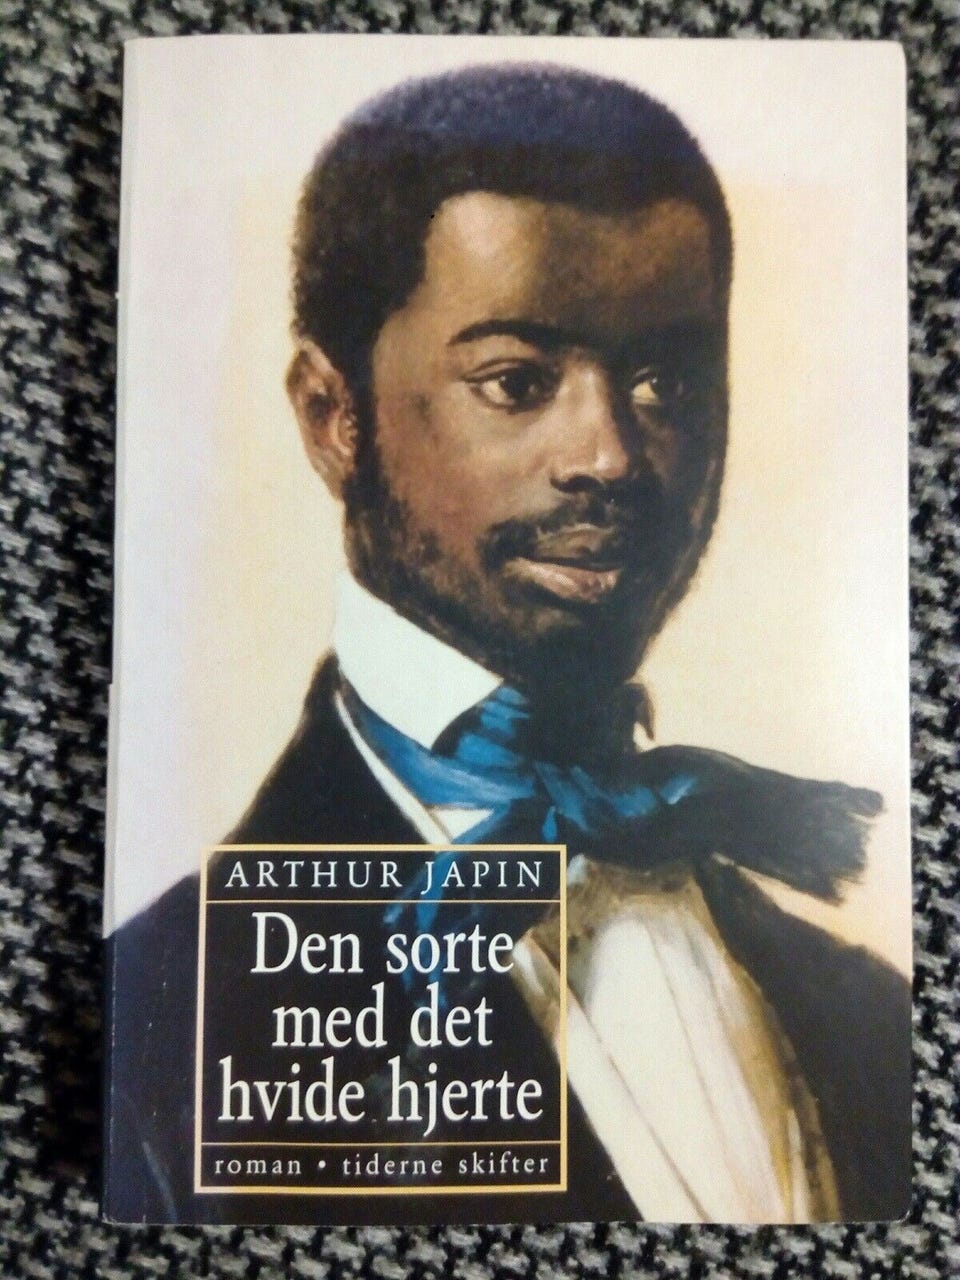 ARTHUR JAPIN
Den sorte
med det
hvide hjerte
roman • tiderne skifter